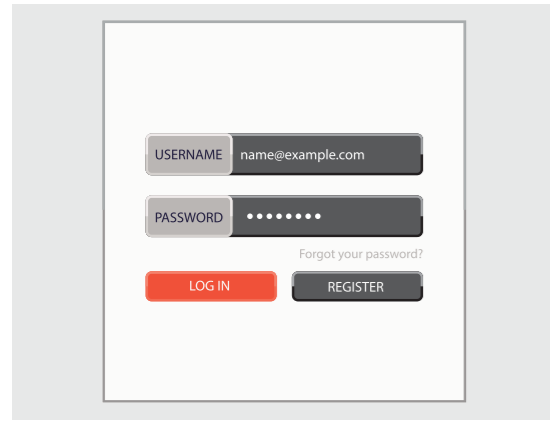 USERNAME name@example.com
PASSWORD ••••••••
Forgot your password?
LOG IN REGISTER